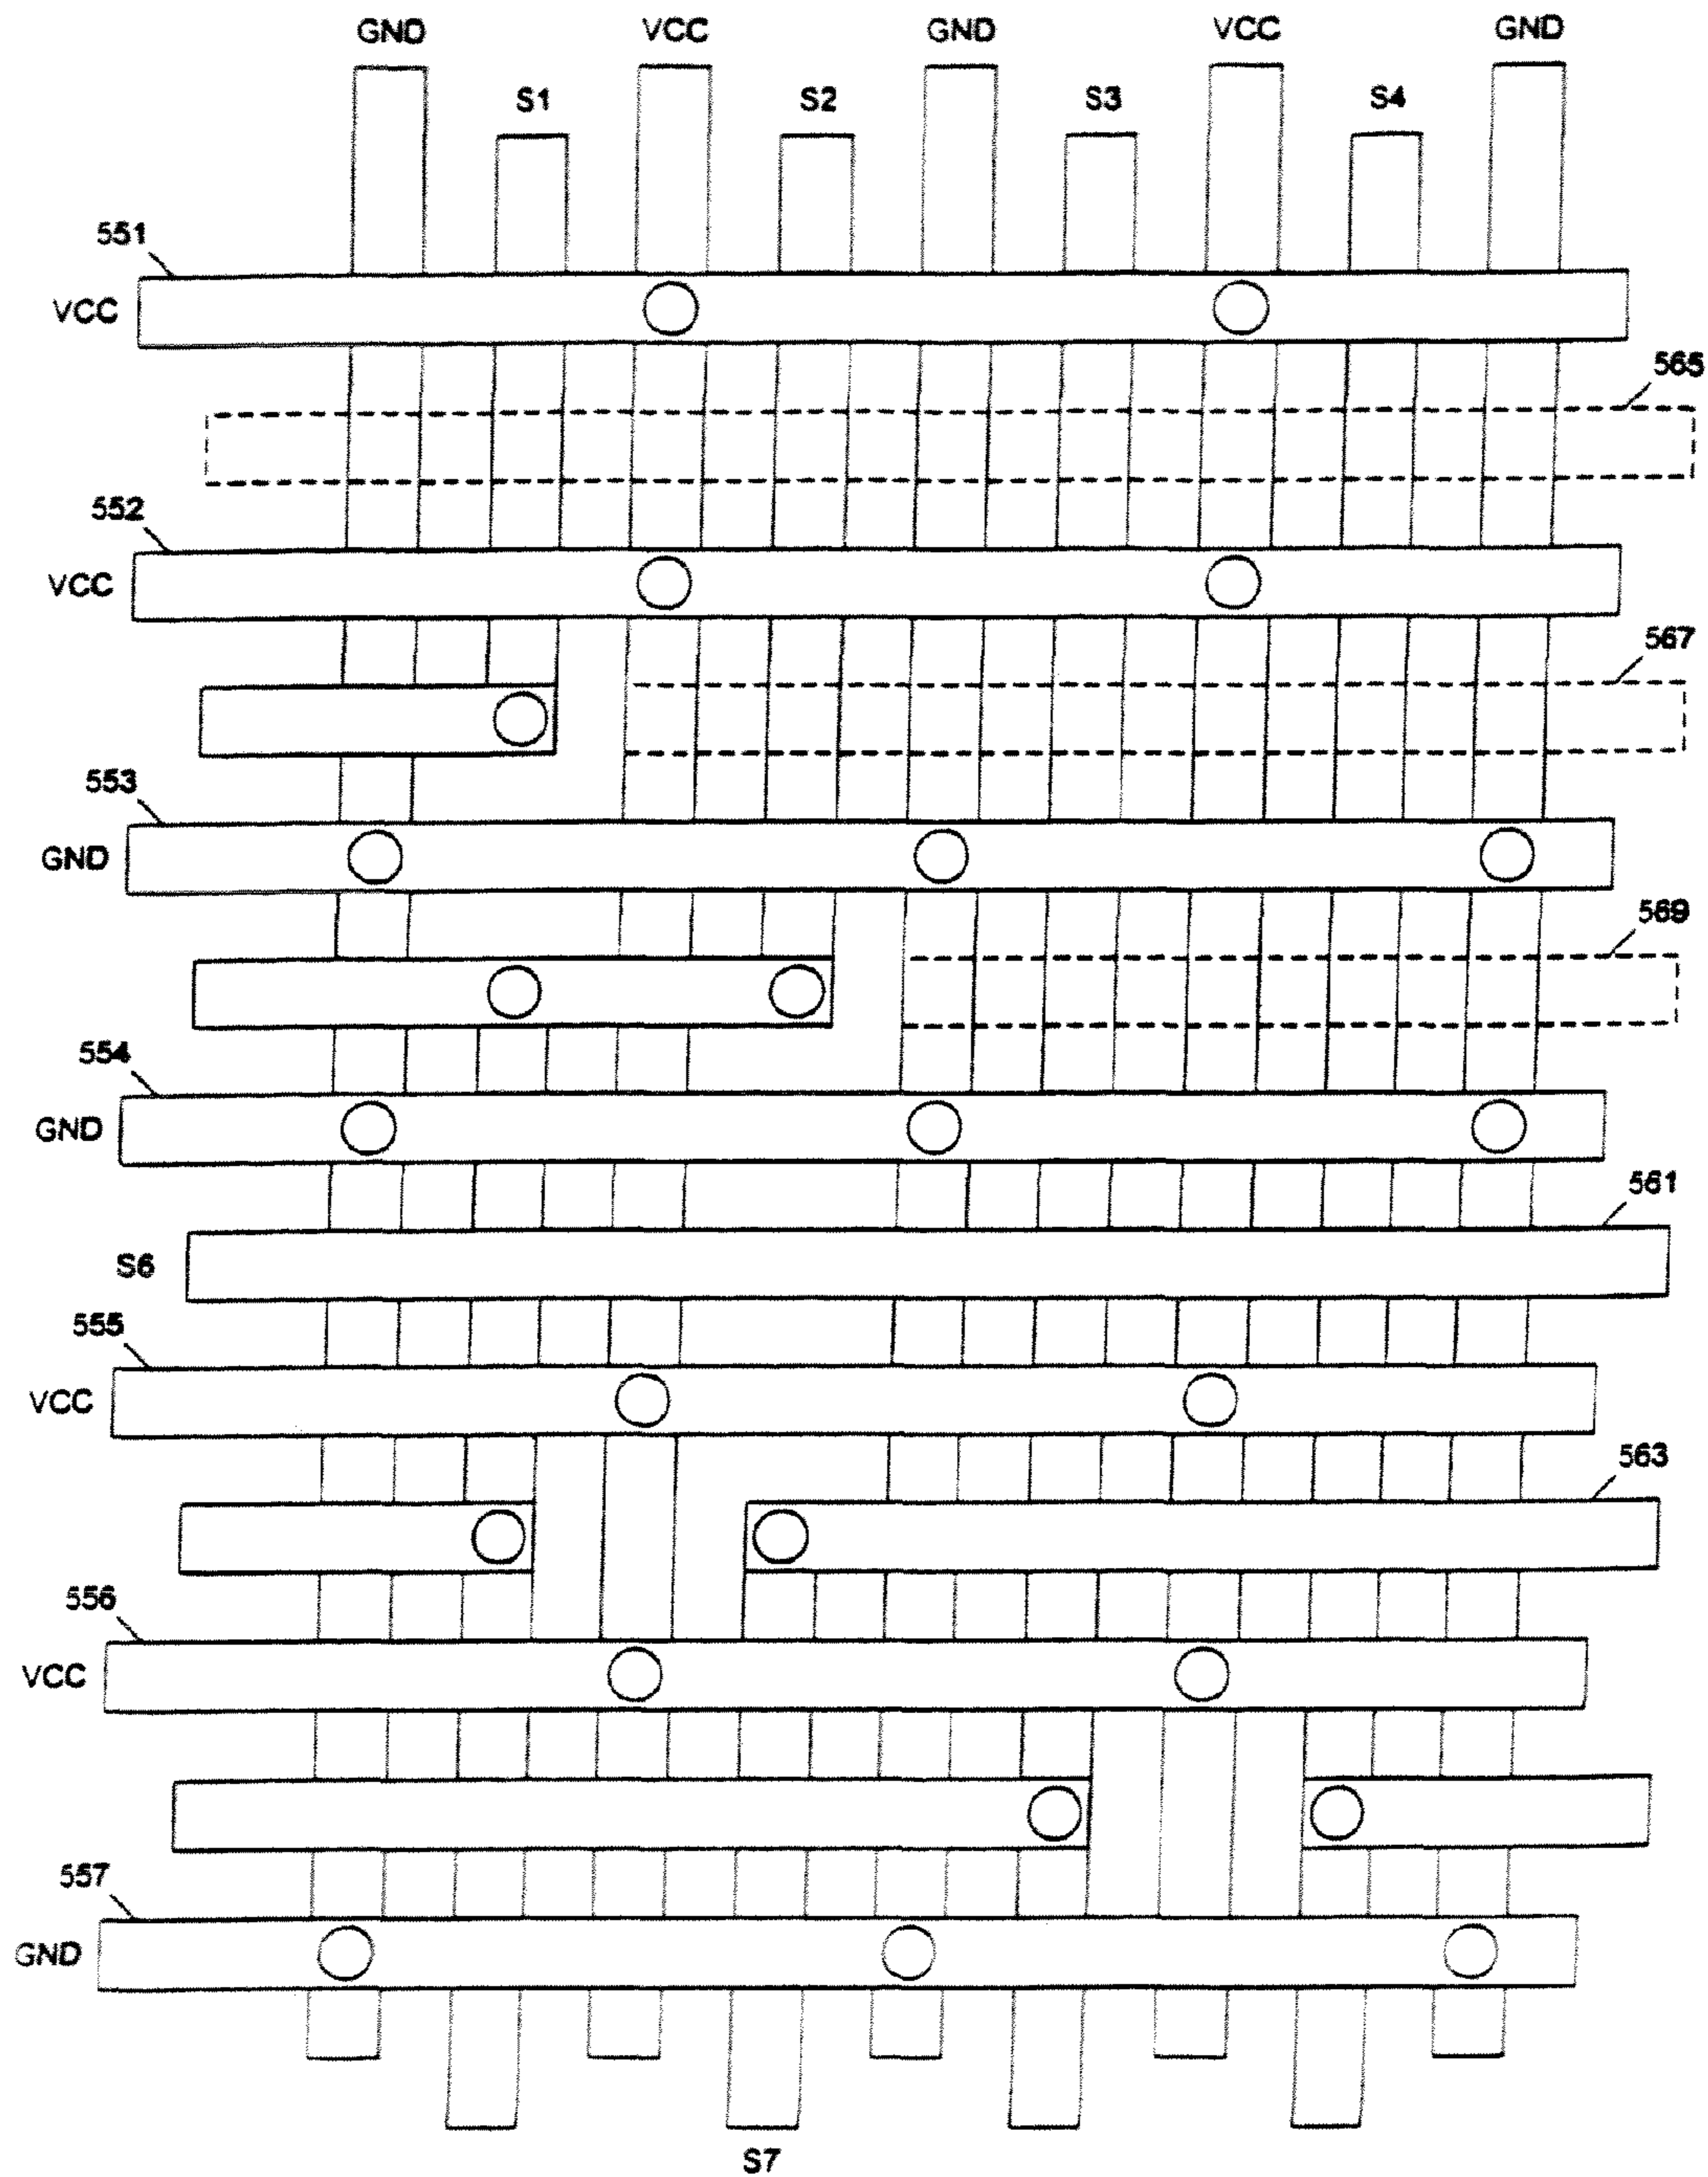 GND VCC GND VCC GND
S1 S2 S3 S4
551
VCC
565
552
VCC
567
553
GND
569
554
GND
561
S6
555
VCC
563
556
VCC
557
GND
S7